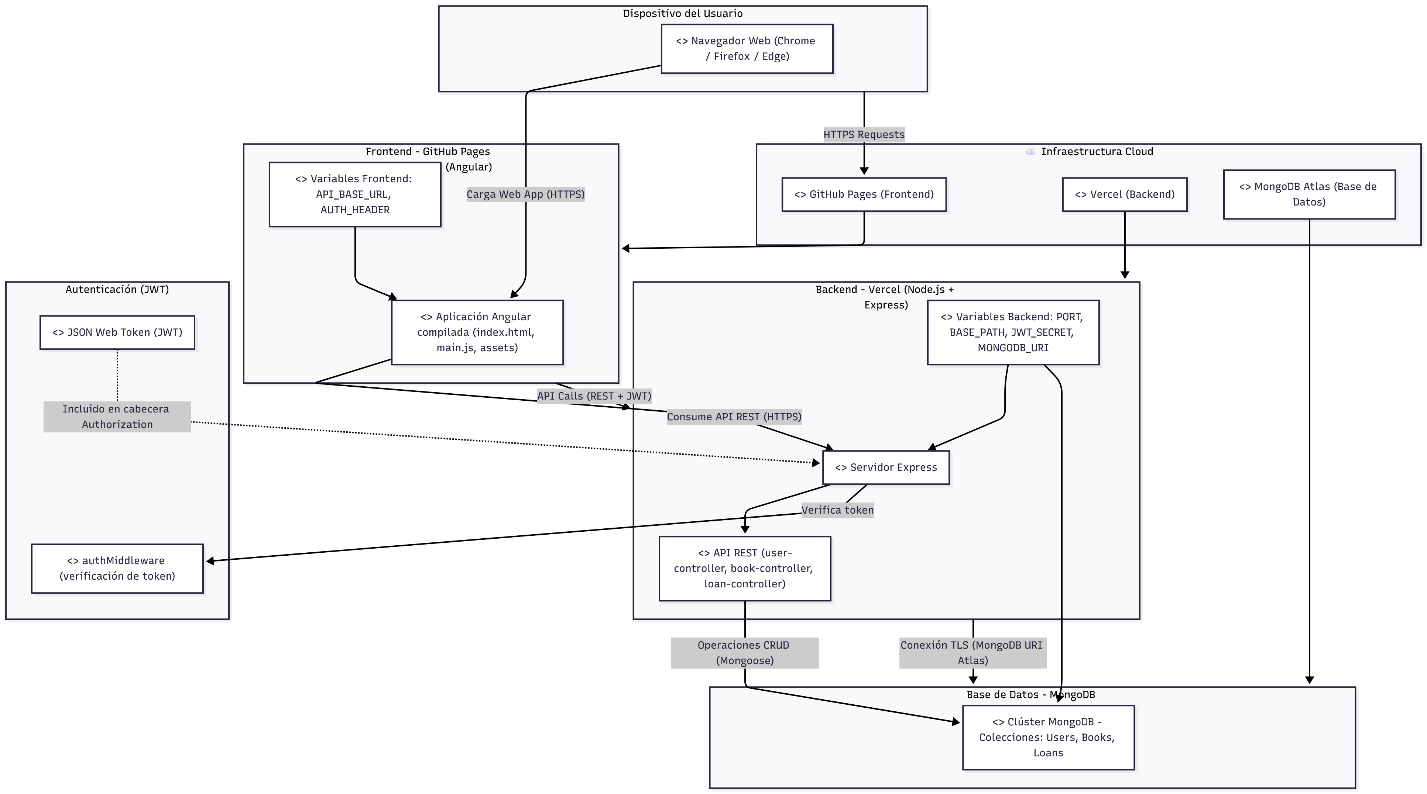 Dispositivo del Usuario
<> Navegador Web (Chrome
/ Firefox / Edge)
HTTPS Requests
Frontend - GitHub Pages
(Angular)
<> Variables Frontend:
API_BASE_URL,
AUTH_HEADER
Carga Web App (HTTPS)
<> Aplicación Angular
compilada (index.html,
main.js, assets)
Infraestructura Cloud
<> GitHub Pages (Frontend)
<> Vercel (Backend)
<> MongoDB Atlas (Base de
Datos)
Autenticación (JWT)
<> JSON Web Token (JWT)
Incluido en cabecera
Authorization
<> authMiddleware
(verificación de token)
Backend - Vercel (Node.js +
Express)
<> Variables Backend: PORT,
BASE_PATH, JWT_SECRET,
MONGODB_URI
API Calls (REST + JWT)
Consume API REST (HTTPS)
<> Servidor Express
Verifica token
<> API REST (user-
controller, book-controller,
loan-controller)
Operaciones CRUD
(Mongoose)
Conexión TLS (MongoDB URI
Atlas)
Base de Datos - MongoDB
<> Clúster MongoDB -
Colecciones: Users, Books,
Loans